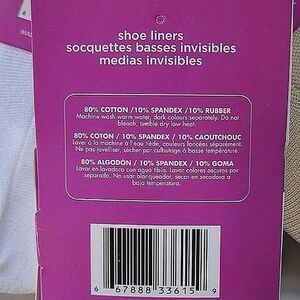 shoe liners
socquettes basses invisibles
medias invisibles
80% COTTON / 10% SPANDEX / 10% RUBBER
Machine wash warm water, dark colours separately. Do not
bleach, tumble dry low heat.
80% COTON / 10% SPANDEX / 10% CAOUTCHOUC
Laver à la machine à l'eau tiède, couleurs foncées séparément.
Ne pas javelliser, sécher par culbutage à basse température.
80% ALGODÓN / 10% SPANDEX / 10% GOMA
Lavar en lavadora con agua tibia. Lavar colores oscuros por
separado. No usar blanqueador, secar en secadora a
baja temperatura.
6 67888 33615 9